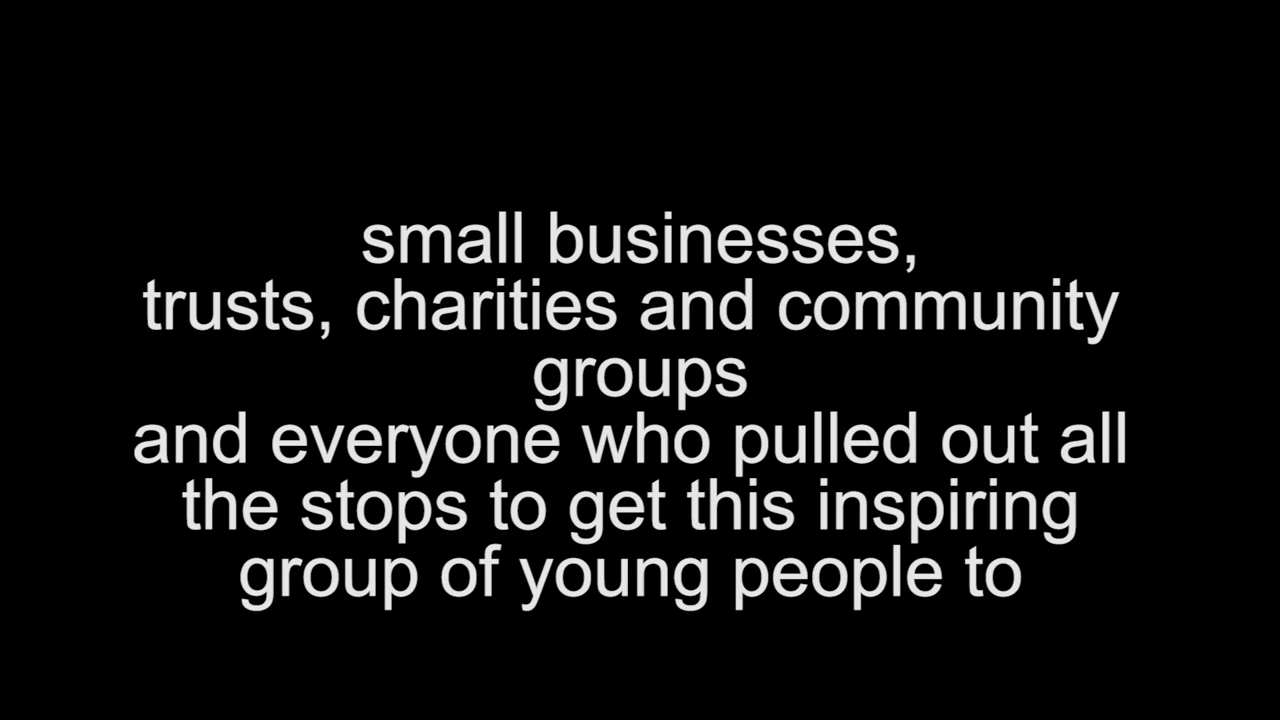 small businesses,
trusts, charities and community
groups
and everyone who pulled out all
the stops to get this inspiring
group of young people to